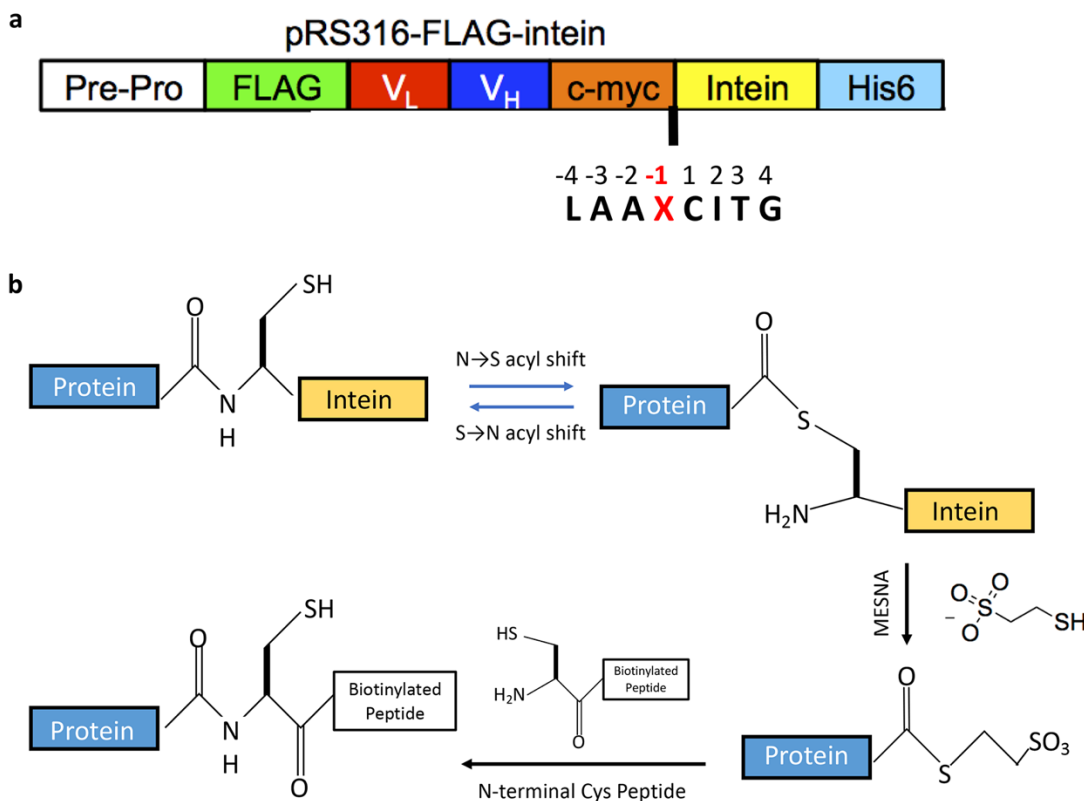 a
pRS316-FLAG-intein
Pre-Pro FLAG VL VH c-myc Intein His6
-4 -3 -2 -1 1 2 3 4
L A A X C I T G
b
O
SH
Protein
N
H
Intein
N→S acyl shift
S→N acyl shift
O
Protein
S
H2N
Intein
MESNA
O
O
S
O
−
SH
O
Protein
S
SO3
HS
H2N
O
Biotinylated
Peptide
N-terminal Cys Peptide
SH
O
Protein
N
H
O
Biotinylated
Peptide